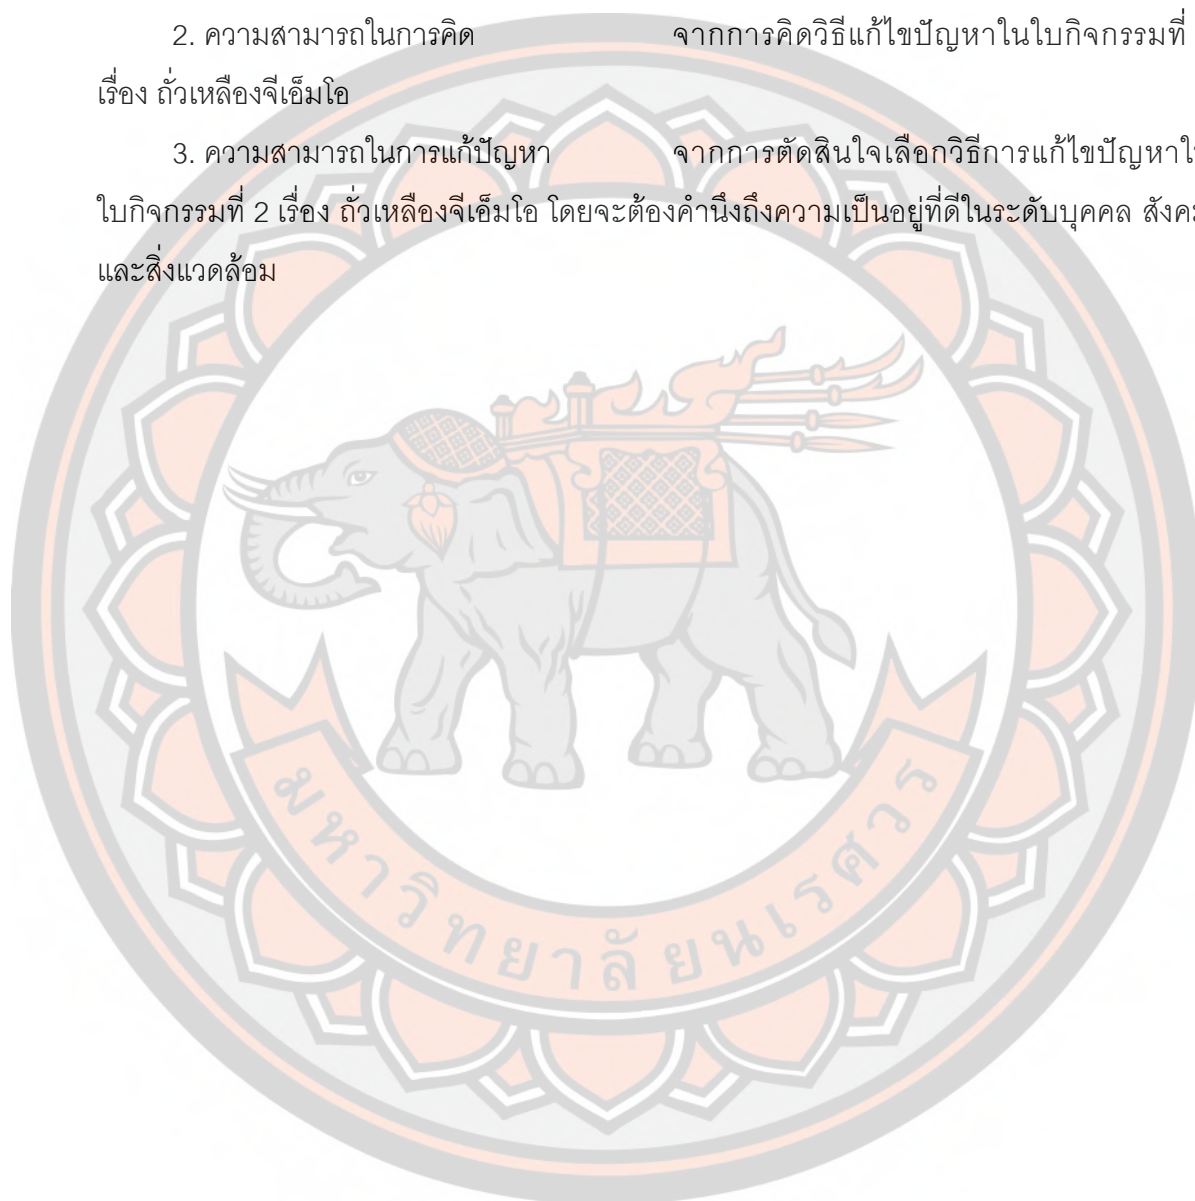 2. ความสามารถในการคิด จากการคิดวิธีแก้ไขปัญหาในใบกิจกรรมที่
เรื่อง ถั่วเหลืองจีเอ็มโอ
3. ความสามารถในการแก้ปัญหา จากการตัดสินใจเลือกวิธีการแก้ไขปัญหาใ
ใบกิจกรรมที่ 2 เรื่อง ถั่วเหลืองจีเอ็มโอ โดยจะต้องคำนึงถึงความเป็นอยู่ที่ดีในระดับบุคคล สังค
และสิ่งแวดล้อม
มหาวิทยาลัยนเรศวร